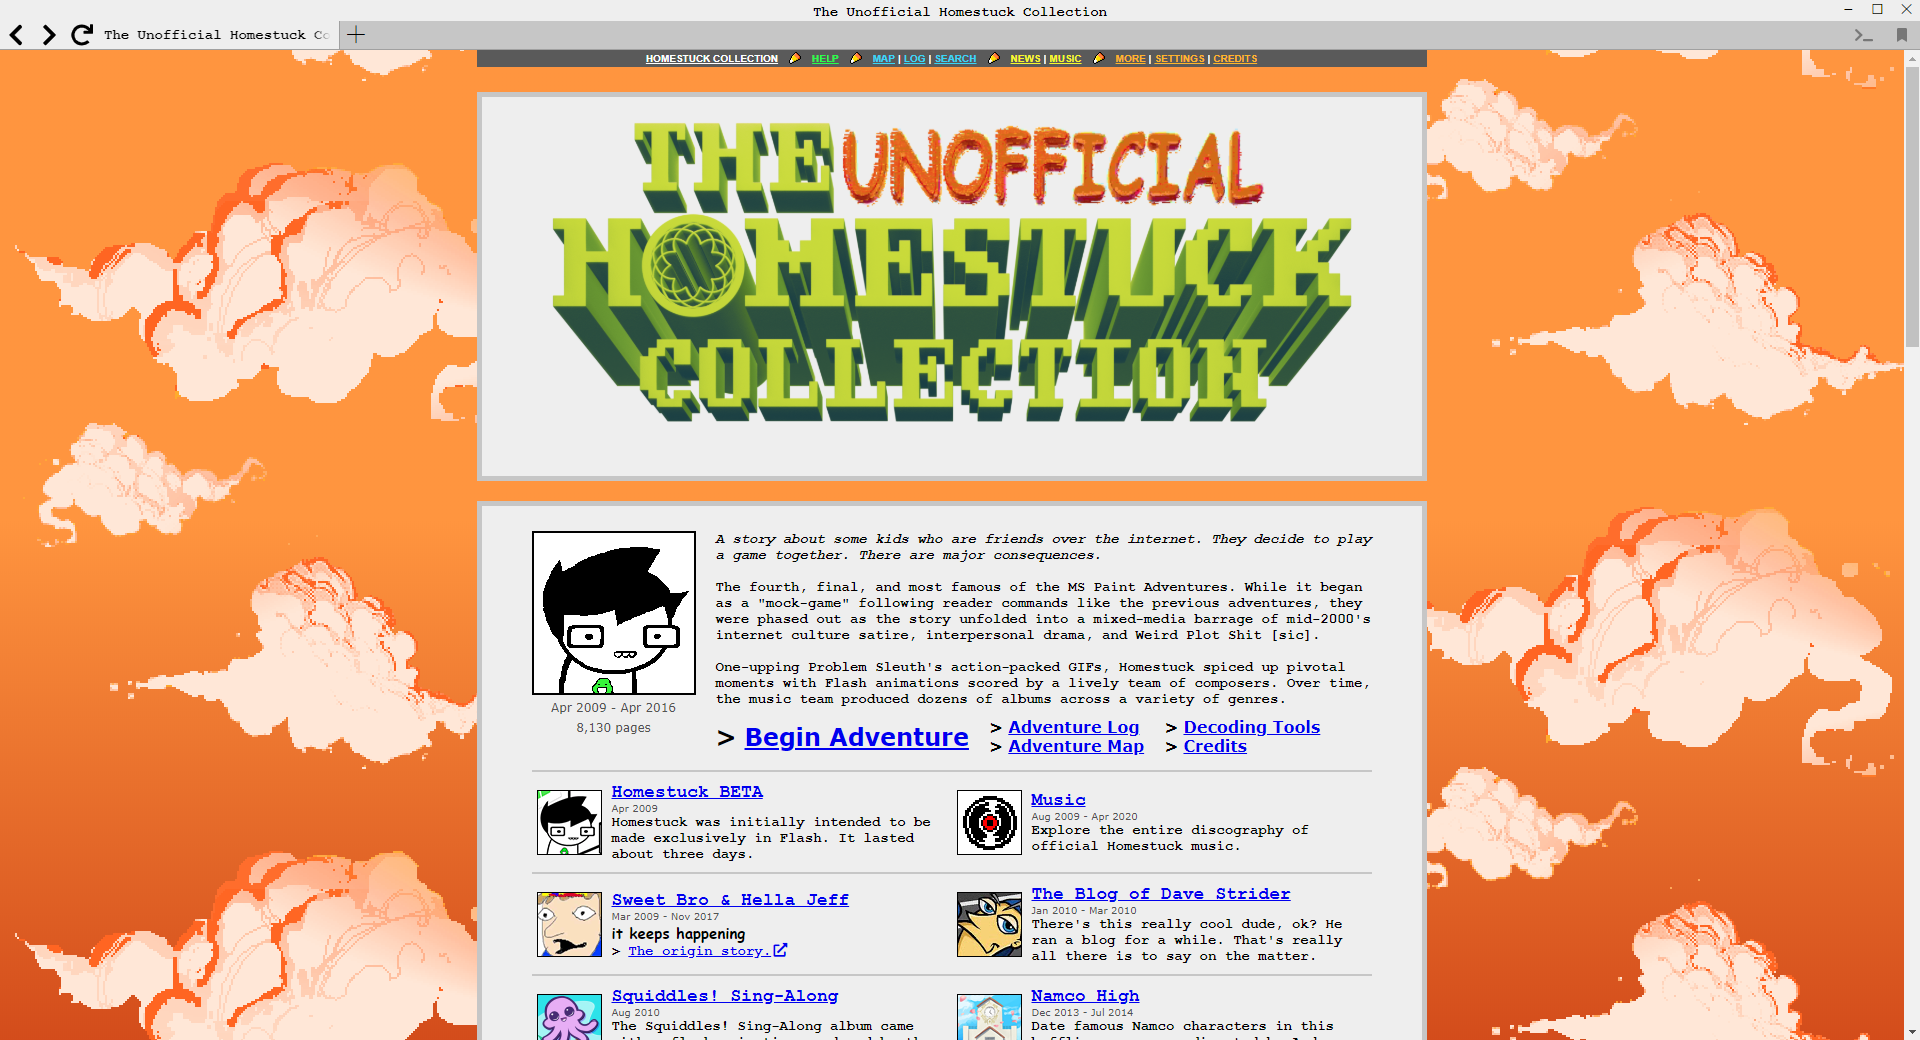 The Unofficial Homestuck Collection
The Unofficial Homestuck Co
HOMESTUCK COLLECTION HELP MAP | LOG | SEARCH NEWS | MUSIC MORE | SETTINGS | CREDITS
THE UNOFFICIAL
HOMESTUCK
COLLECTION
A story about some kids who are friends over the internet. They decide to play
a game together. There are major consequences.
The fourth, final, and most famous of the MS Paint Adventures. While it began
as a "mock-game" following reader commands like the previous adventures, they
were phased out as the story unfolded into a mixed-media barrage of mid-2000's
internet culture satire, interpersonal drama, and Weird Plot Shit [sic].
One-upping Problem Sleuth's action-packed GIFs, Homestuck spiced up pivotal
moments with Flash animations scored by a lively team of composers. Over time,
the music team produced dozens of albums across a variety of genres.
Apr 2009 - Apr 2016
8,130 pages
> Begin Adventure
> Adventure Log
> Adventure Map
> Decoding Tools
> Credits
Homestuck BETA
Apr 2009
Homestuck was initially intended to be
made exclusively in Flash. It lasted
about three days.
Music
Aug 2009 - Apr 2020
Explore the entire discography of
official Homestuck music.
Sweet Bro & Hella Jeff
Mar 2009 - Nov 2017
it keeps happening
> The origin story.
The Blog of Dave Strider
Jan 2010 - Mar 2010
There's this really cool dude, ok? He
ran a blog for a while. That's really
all there is to say on the matter.
Squiddles! Sing-Along
Aug 2010
The Squiddles! Sing-Along album came
Namco High
Dec 2013 - Jul 2014
Date famous Namco characters in this